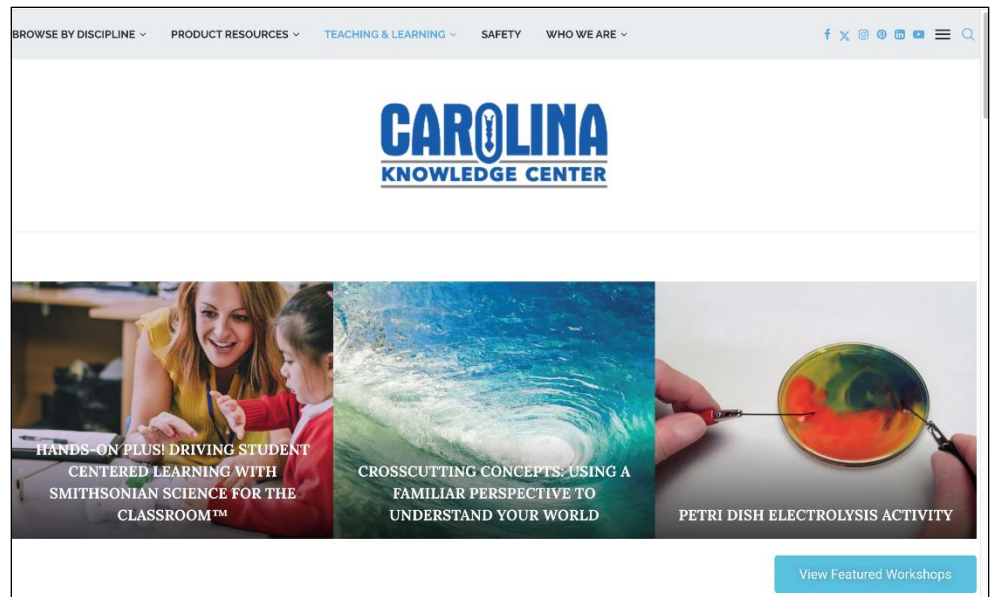 BROWSE BY DISCIPLINE PRODUCT RESOURCES TEACHING & LEARNING SAFETY WHO WE ARE
CAROLINA
KNOWLEDGE CENTER
HANDS-ON PLUS! DRIVING STUDENT
CENTERED LEARNING WITH
SMITHSONIAN SCIENCE FOR THE
CLASSROOM™
CROSSCUTTING CONCEPTS: USING A
FAMILIAR PERSPECTIVE TO
UNDERSTAND YOUR WORLD
PETRI DISH ELECTROLYSIS ACTIVITY
View Featured Workshops